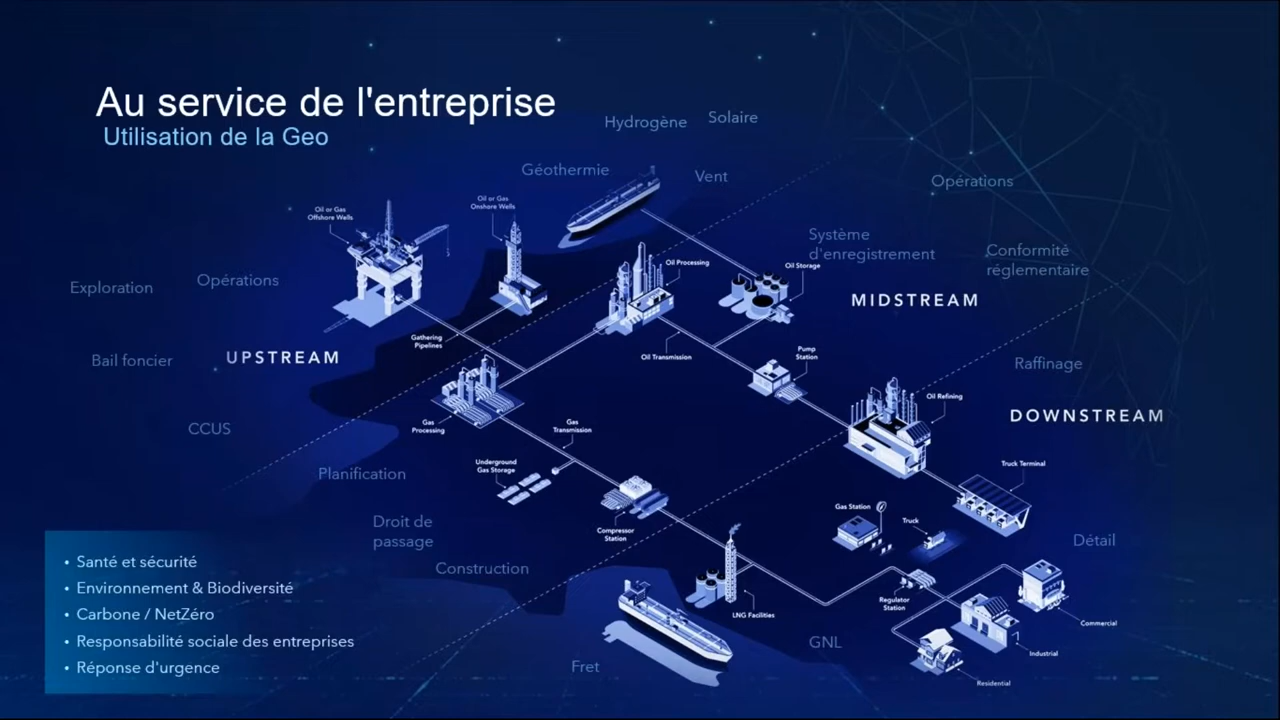 Au service de l'entreprise
Utilisation de la Geo
Hydrogène
Solaire
Géothermie
Vent
Opérations
Oil or Gas
Offshore Wells
Oil or Gas
Onshore Wells
Système
d'enregistrement
Conformité
réglementaire
Oil Processing
Oil Storage
Exploration
Opérations
MIDSTREAM
Gathering
Pipelines
Oil Transmission
Pump
Station
Bail foncier
UPSTREAM
Raffinage
Oil Refining
DOWNSTREAM
Gas
Processing
Gas
Transmission
CCUS
Planification
Underground
Gas Storage
Truck Terminal
Gas Station
Truck
Droit de
passage
Compressor
Station
Détail
Construction
• Santé et sécurité
• Environnement & Biodiversité
• Carbone / NetZéro
• Responsabilité sociale des entreprises
• Réponse d'urgence
LNG Facilities
Regulator
Station
Commercial
GNL
Industrial
Fret
Residential